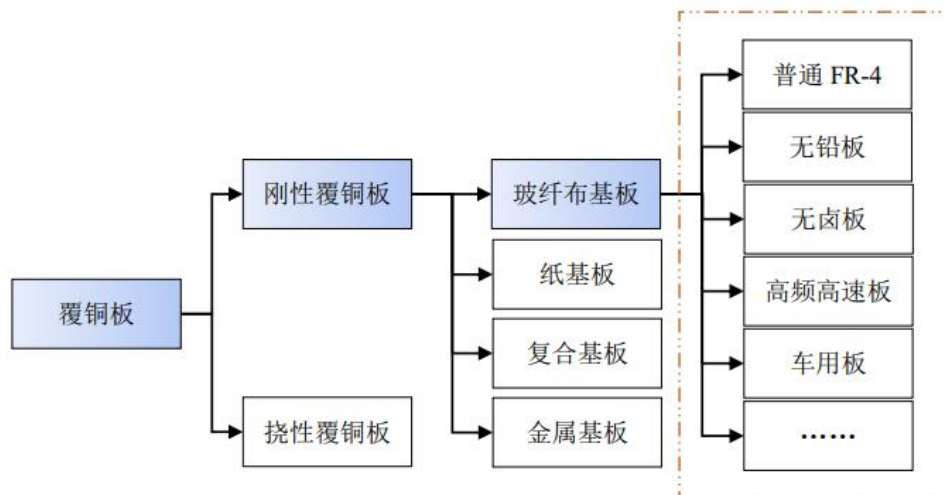 普通 FR-4
无铅板
刚性覆铜板
玻纤布基板
无卤板
纸基板
高频高速板
覆铜板
复合基板
车用板
挠性覆铜板
金属基板
……